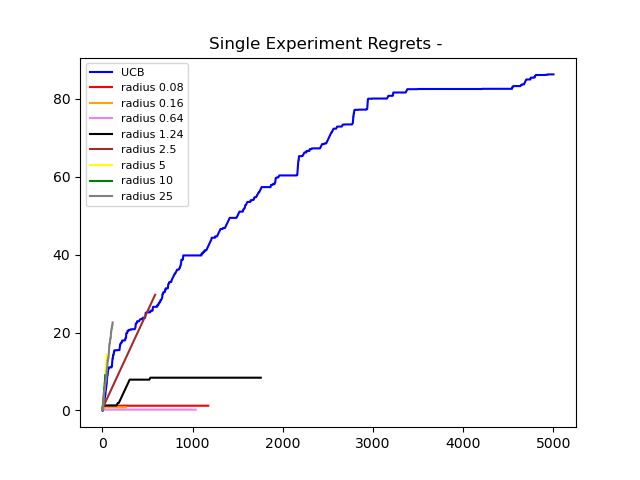 Single Experiment Regrets -
UCB
radius 0.08
radius 0.16
radius 0.64
radius 1.24
radius 2.5
radius 5
radius 10
radius 25
80
60
40
20
0
0 1000 2000 3000 4000 5000